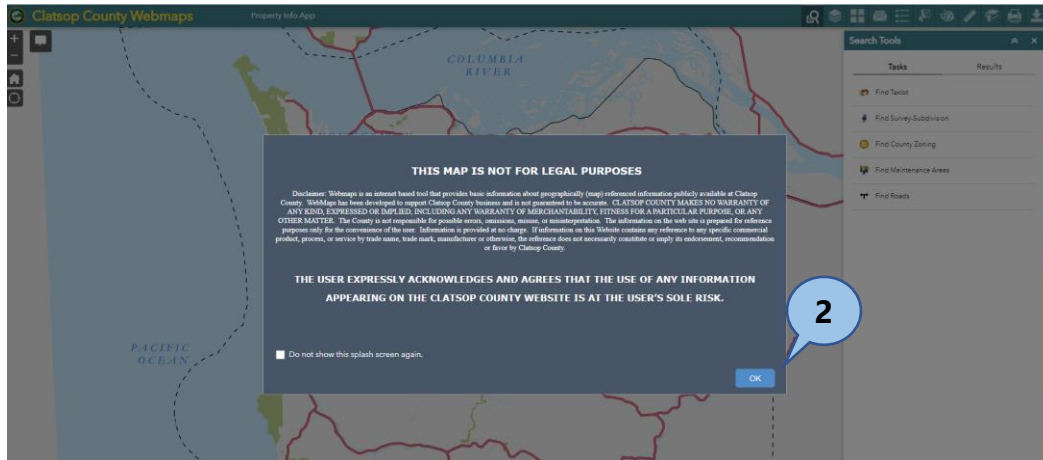 Clatsop County Webmaps
Property Info App
+
−
Search Tools
Tasks
Results
Find Taxlot
Find Survey-Subdivision
Find County Zoning
Find Maintenance Areas
Find Roads
COLUMBIA
RIVER
THIS MAP IS NOT FOR LEGAL PURPOSES
Disclaimer: Webmaps is an internet based tool that provides basic information about geographically (map) referenced information publicly available at Clatsop
County. WebMaps has been developed to support Clatsop County business and is not guaranteed to be accurate. CLATSOP COUNTY MAKES NO WARRANTY OF
ANY KIND, EXPRESSED OR IMPLIED, INCLUDING ANY WARRANTY OF MERCHANTABILITY, FITNESS FOR A PARTICULAR PURPOSE, OR ANY
OTHER MATTER. The County is not responsible for possible errors, omissions, misuse, or misinterpretation. The information on the web site is prepared for reference
purposes only for the convenience of the user. Information is provided at no charge. If information on this Website contains any reference to any specific commercial
product, process, or service by trade name, trade mark, manufacturer or otherwise, the reference does not necessarily constitute or imply its endorsement, recommendation
or favor by Clatsop County.
THE USER EXPRESSLY ACKNOWLEDGES AND AGREES THAT THE USE OF ANY INFORMATION
APPEARING ON THE CLATSOP COUNTY WEBSITE IS AT THE USER'S SOLE RISK.
2
PACIFIC
OCEAN
Do not show this splash screen again.
OK